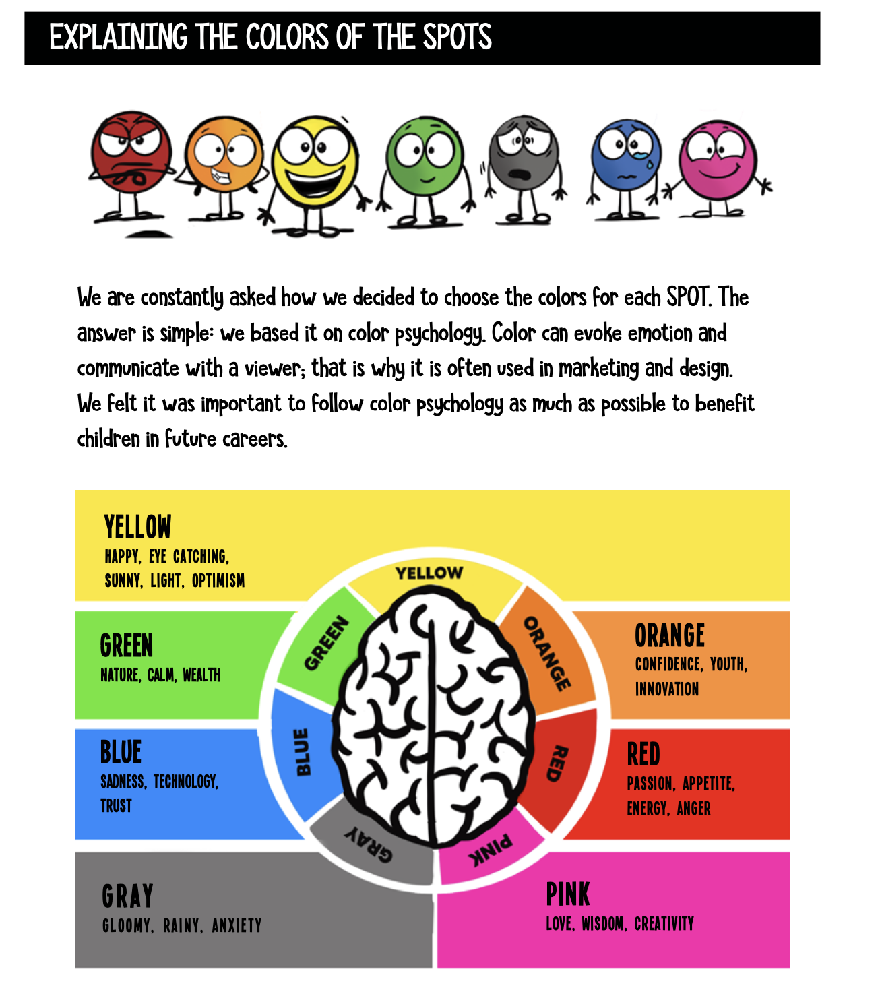 EXPLAINING THE COLORS OF THE SPOTS
We are constantly asked how we decided to choose the colors for each SPOT. The
answer is simple: we based it on color psychology. Color can evoke emotion and
communicate with a viewer; that is why it is often used in marketing and design.
We felt it was important to follow color psychology as much as possible to benefit
children in future careers.
YELLOW
HAPPY, EYE CATCHING,
SUNNY, LIGHT, OPTIMISM
GREEN
NATURE, CALM, WEALTH
BLUE
SADNESS, TECHNOLOGY,
TRUST
GRAY
GLOOMY, RAINY, ANXIETY
YELLOW
GREEN
ORANGE
BLUE
RED
GRAY
PINK
ORANGE
CONFIDENCE, YOUTH,
INNOVATION
RED
PASSION, APPETITE,
ENERGY, ANGER
PINK
LOVE, WISDOM, CREATIVITY